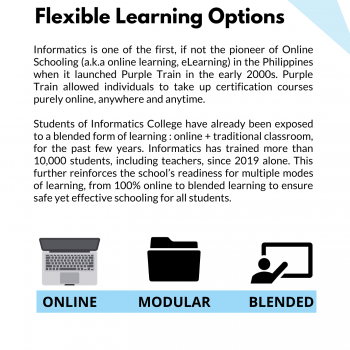 Flexible Learning Options
Informatics is one of the first, if not the pioneer of Online
Schooling (a.k.a online learning, eLearning) in the Philippines
when it launched Purple Train in the early 2000s. Purple
Train allowed individuals to take up certification courses
purely online, anywhere and anytime.
Students of Informatics College have already been exposed
to a blended form of learning : online + traditional classroom,
for the past few years. Informatics has trained more than
10,000 students, including teachers, since 2019 alone. This
further reinforces the school's readiness for multiple modes
of learning, from 100% online to blended learning to ensure
safe yet effective schooling for all students.
ONLINE MODULAR BLENDED